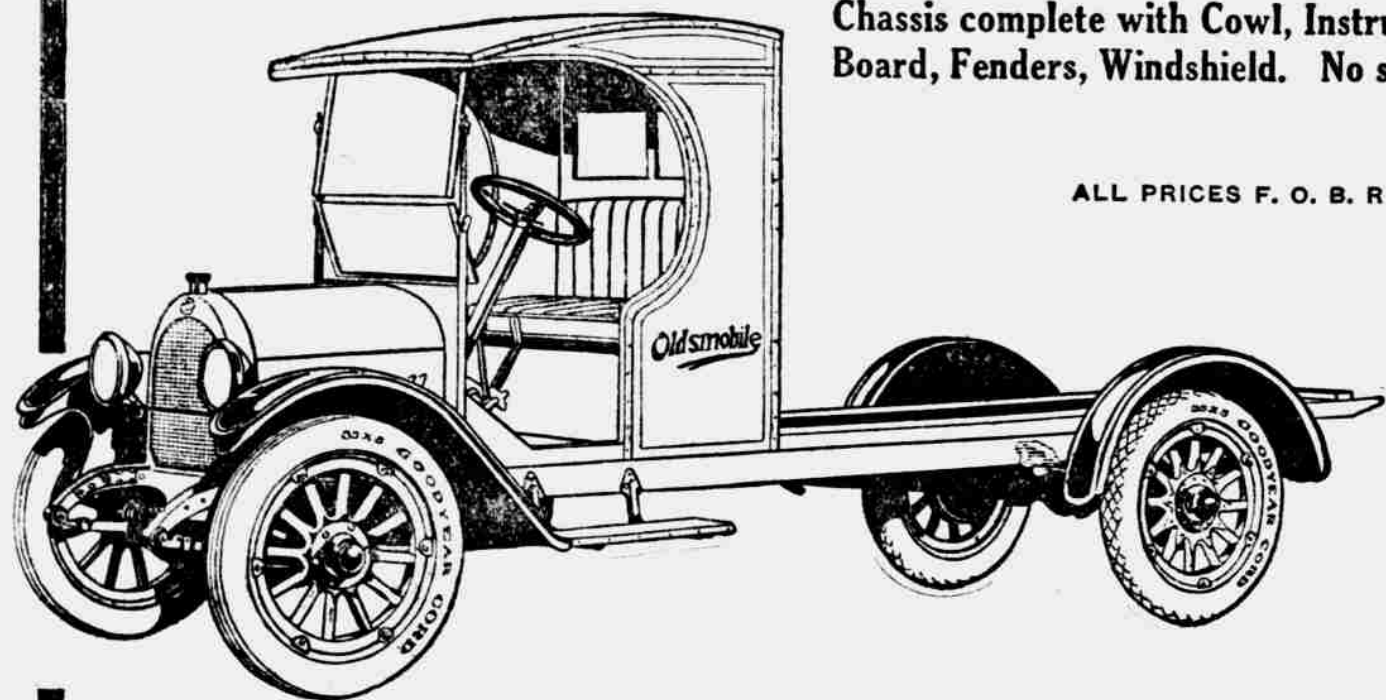 Chassis complete with Cowl, Instru
Board, Fenders, Windshield. No s
ALL PRICES F. O. B. R
Oldsmobile
GOODYEAR CORD
GOODYEAR CORD